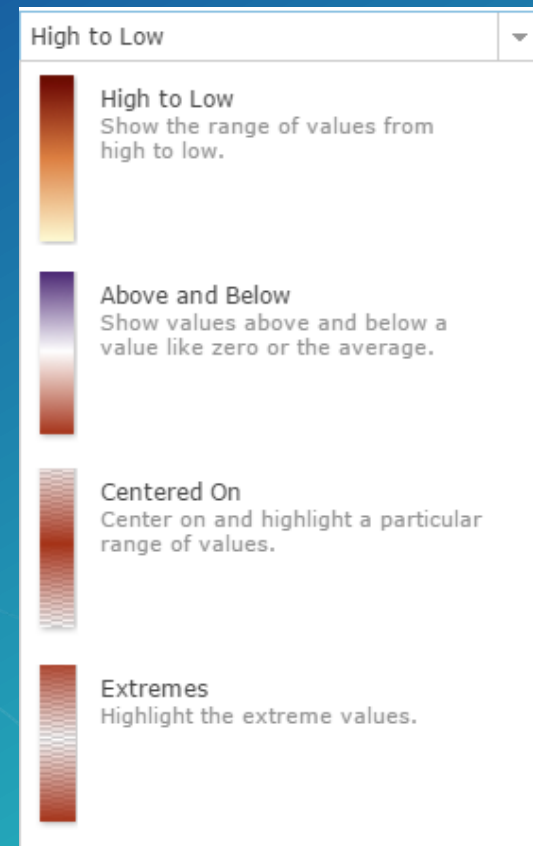 High to Low
High to Low
Show the range of values from
high to low.
Above and Below
Show values above and below a
value like zero or the average.
Centered On
Center on and highlight a particular
range of values.
Extremes
Highlight the extreme values.